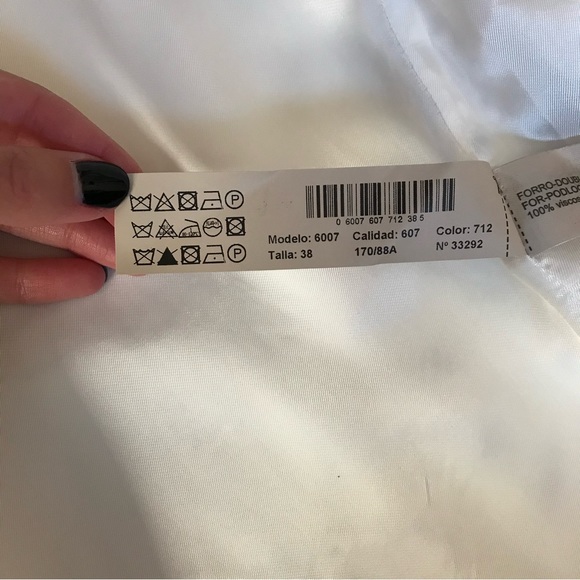 0 6007 607 712 38 5
Modelo: 6007 Calidad: 607 Color: 712
Talla: 38 170/88A Nº 33292
P
P
FORRO-DOUB
FOR-PODLO
100% viscos